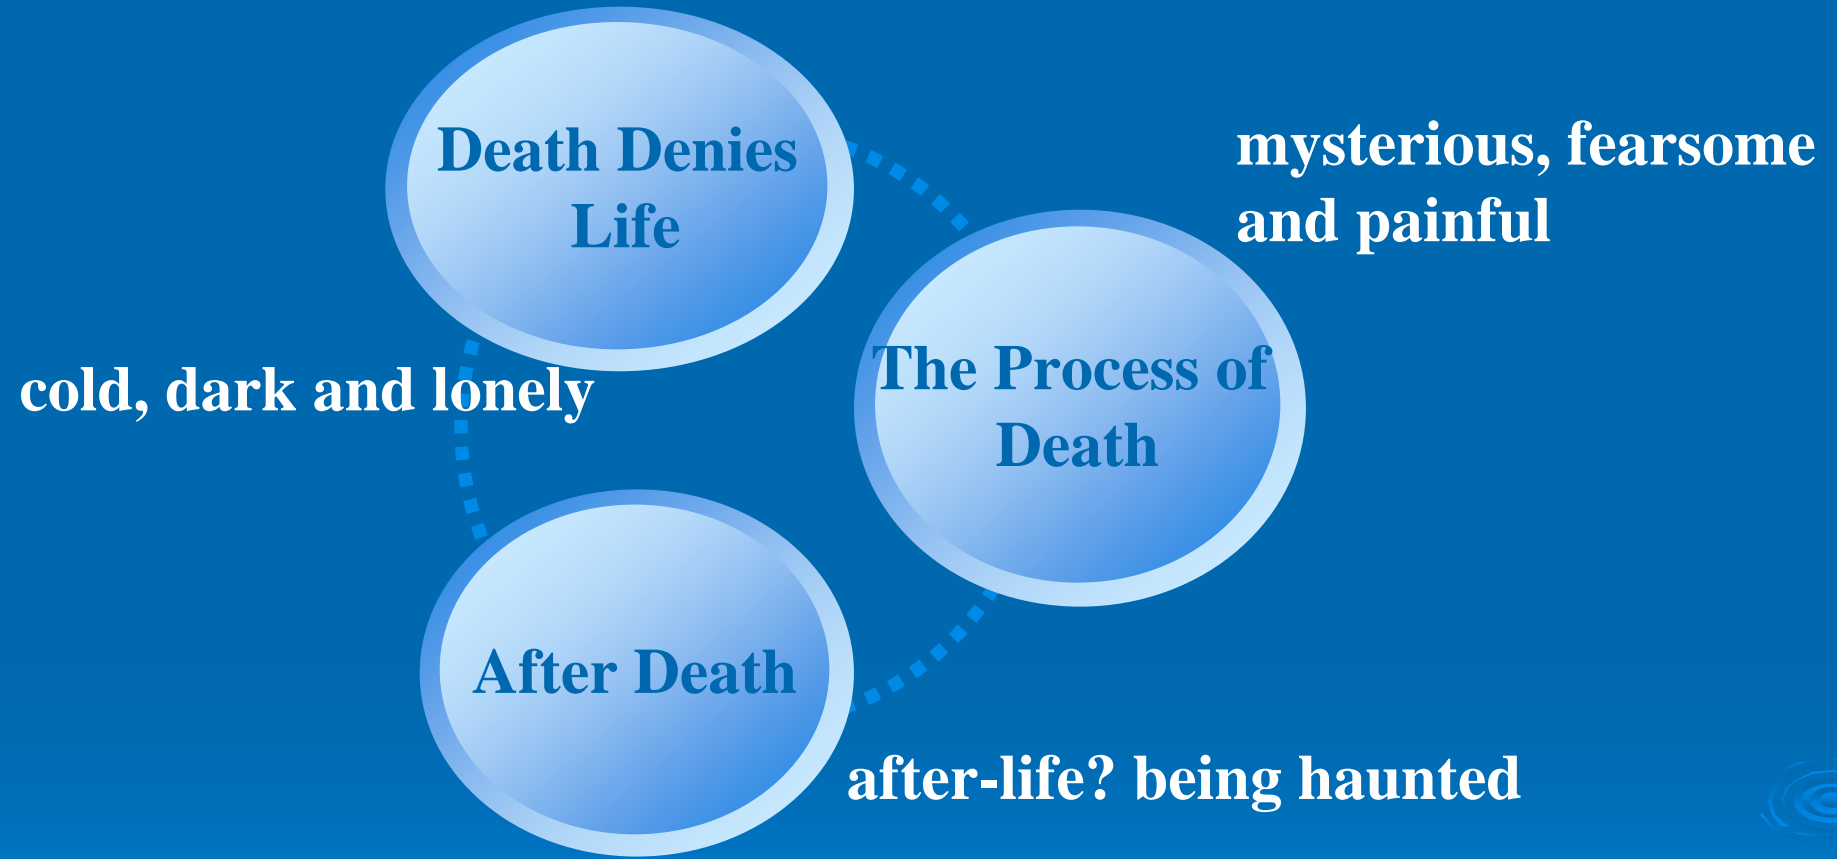 Death Denies
Life
mysterious, fearsome
and painful
The Process of
Death
cold, dark and lonely
After Death
after-life? being haunted